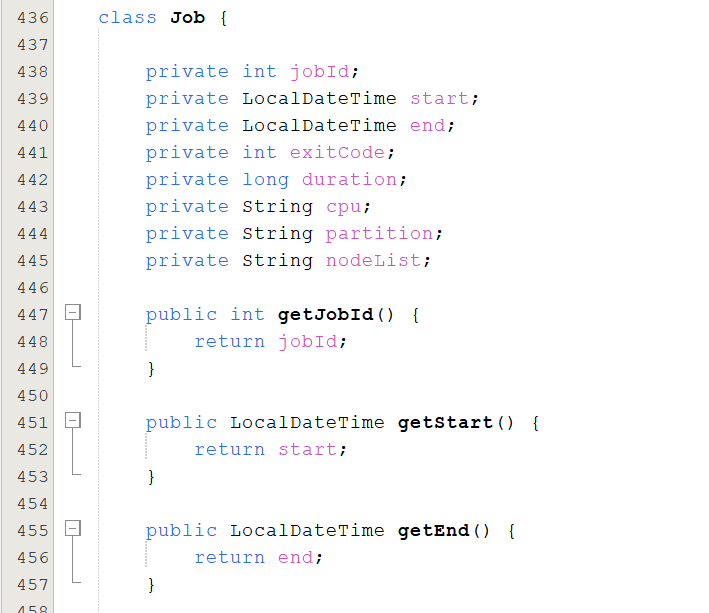 436 class Job {
437
438 private int jobId;
439 private LocalDateTime start;
440 private LocalDateTime end;
441 private int exitCode;
442 private long duration;
443 private String cpu;
444 private String partition;
445 private String nodeList;
446
447 public int getJobId() {
448 return jobId;
449 }
450
451 public LocalDateTime getStart() {
452 return start;
453 }
454
455 public LocalDateTime getEnd() {
456 return end;
457 }
458